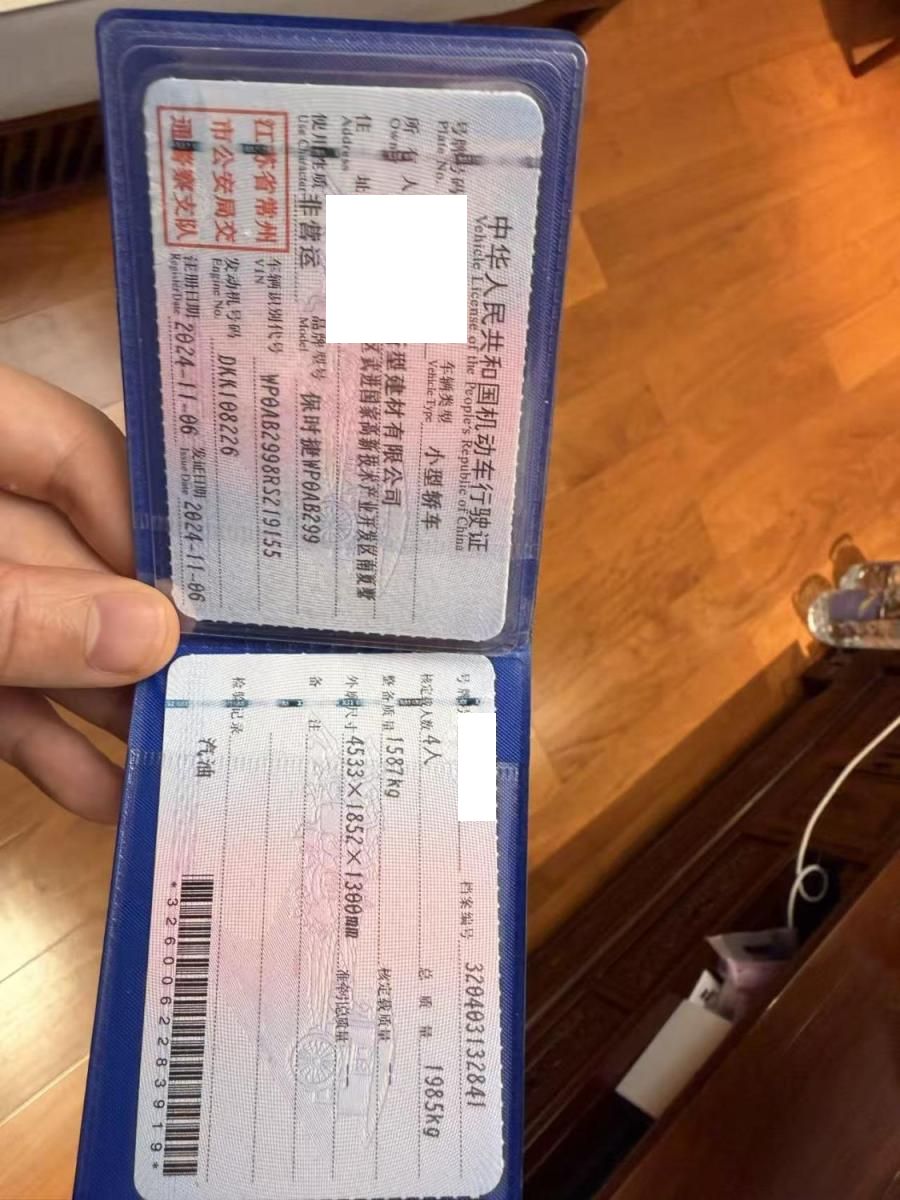 中华人民共和国机动车行驶证
Vehicle License of the People's Republic of China
号牌号码
Plate No.
车辆类型
Vehicle Type
小型轿车
所有人
Owner
型建材有限公司
住址
Address
区武进国家高新技术产业开发区南夏墅
使用性质
Use Character
非营运
品牌型号
Model
保时捷WP0AB299
江苏省常州
市公安局交
通警察支队
车辆识别代号
VIN
WP0AB2998RS219155
发动机号码
Engine No.
DKK108226
注册日期
Register Date
2024-11-06
发证日期
Issue Date
2024-11-06
号牌
档案编号
320403132841
核定载人数 4人
总质量
1985kg
整备质量 1587kg
核定载质量
外廓尺寸 4533×1852×1300mm
准牵引总质量
备注
检验记录
汽油
*3260062283919*